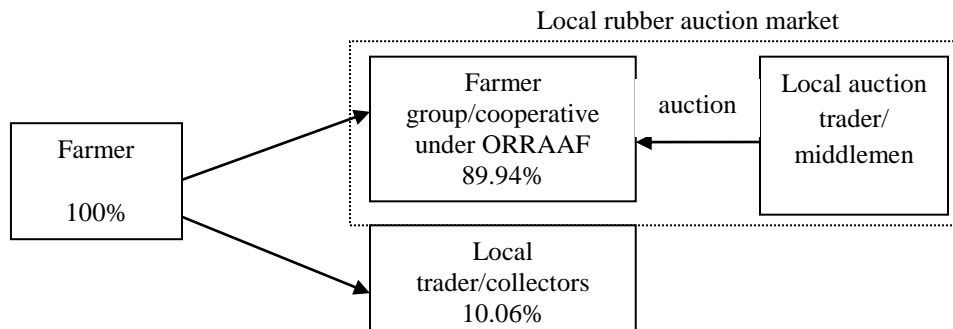 Local rubber auction market
Farmer
100%
Farmer
group/cooperative
under ORRAAF
89.94%
auction
Local auction
trader/
middlemen
Local
trader/collectors
10.06%